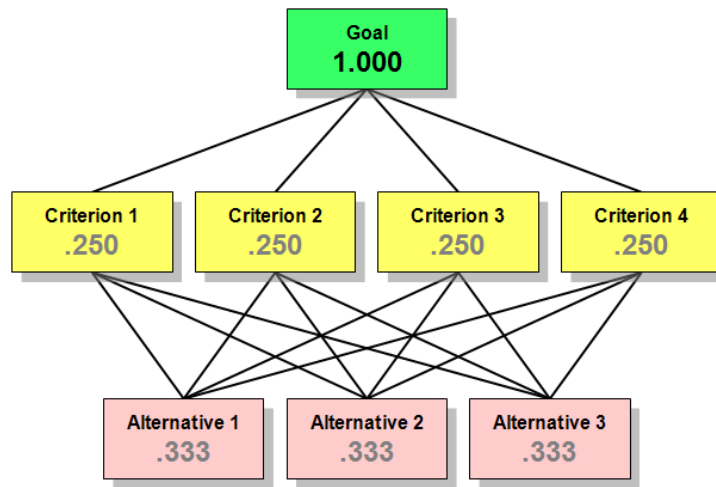 Goal
1.000
Criterion 1
.250
Criterion 2
.250
Criterion 3
.250
Criterion 4
.250
Alternative 1
.333
Alternative 2
.333
Alternative 3
.333